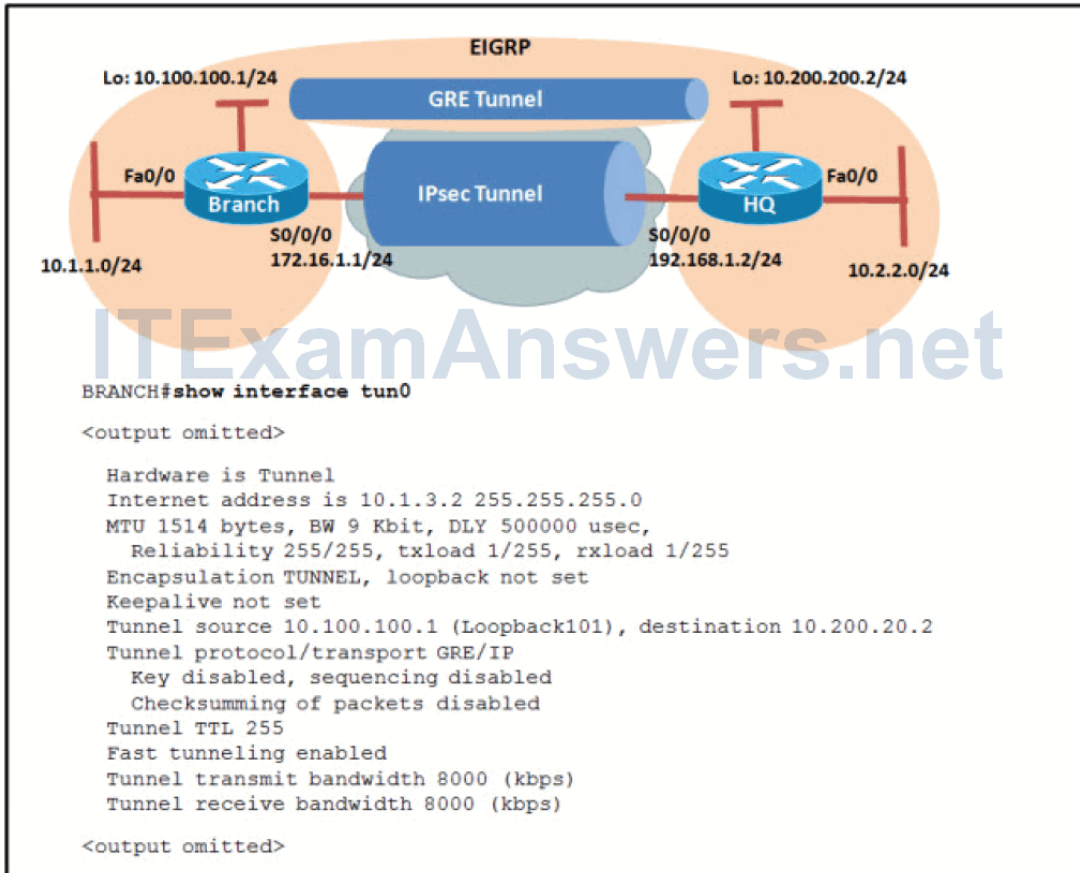 EIGRP
Lo: 10.100.100.1/24
Lo: 10.200.200.2/24
GRE Tunnel
Fa0/0
Fa0/0
IPsec Tunnel
Branch
HQ
S0/0/0
172.16.1.1/24
S0/0/0
192.168.1.2/24
10.1.1.0/24
10.2.2.0/24
ITExamAnswers.net
BRANCH#show interface tun0
<output omitted>
Hardware is Tunnel
Internet address is 10.1.3.2 255.255.255.0
MTU 1514 bytes, BW 9 Kbit, DLY 500000 usec,
Reliability 255/255, txload 1/255, rxload 1/255
Encapsulation TUNNEL, loopback not set
Keepalive not set
Tunnel source 10.100.100.1 (Loopback101), destination 10.200.20.2
Tunnel protocol/transport GRE/IP
Key disabled, sequencing disabled
Checksumming of packets disabled
Tunnel TTL 255
Fast tunneling enabled
Tunnel transmit bandwidth 8000 (kbps)
Tunnel receive bandwidth 8000 (kbps)
<output omitted>